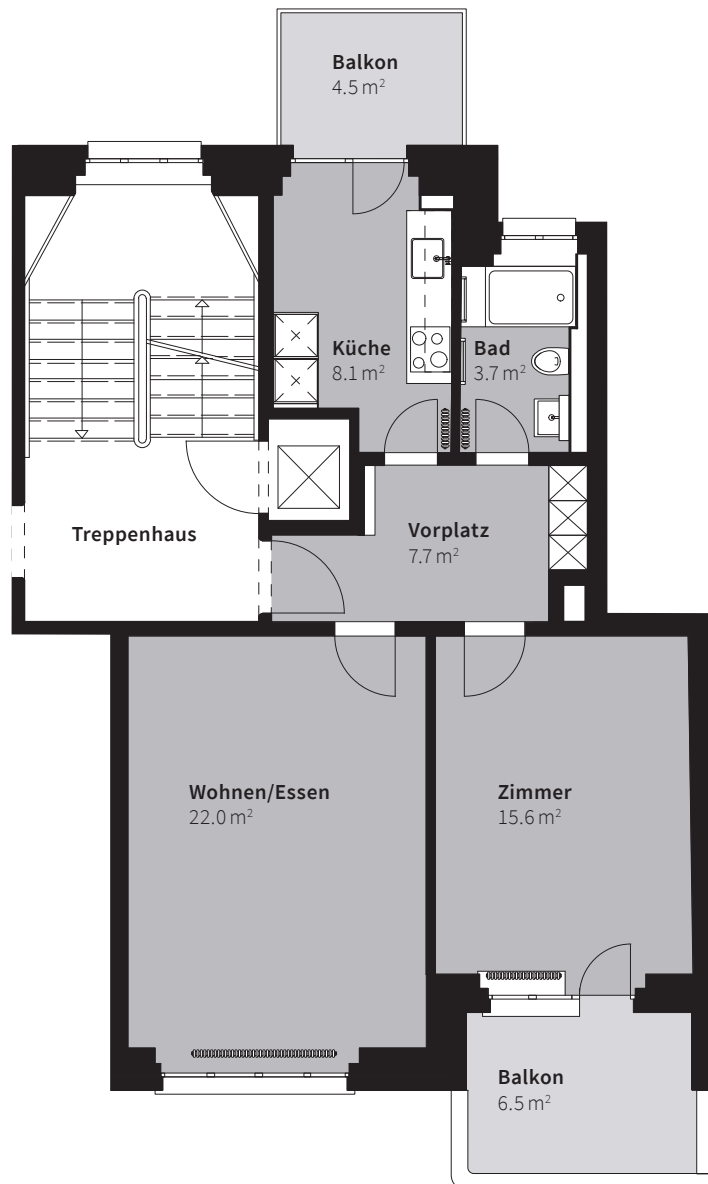 Balkon
4.5 m²
Küche
8.1 m²
Bad
3.7 m²
Treppenhaus
Vorplatz
7.7 m²
Wohnen/Essen
22.0 m²
Zimmer
15.6 m²
Balkon
6.5 m²